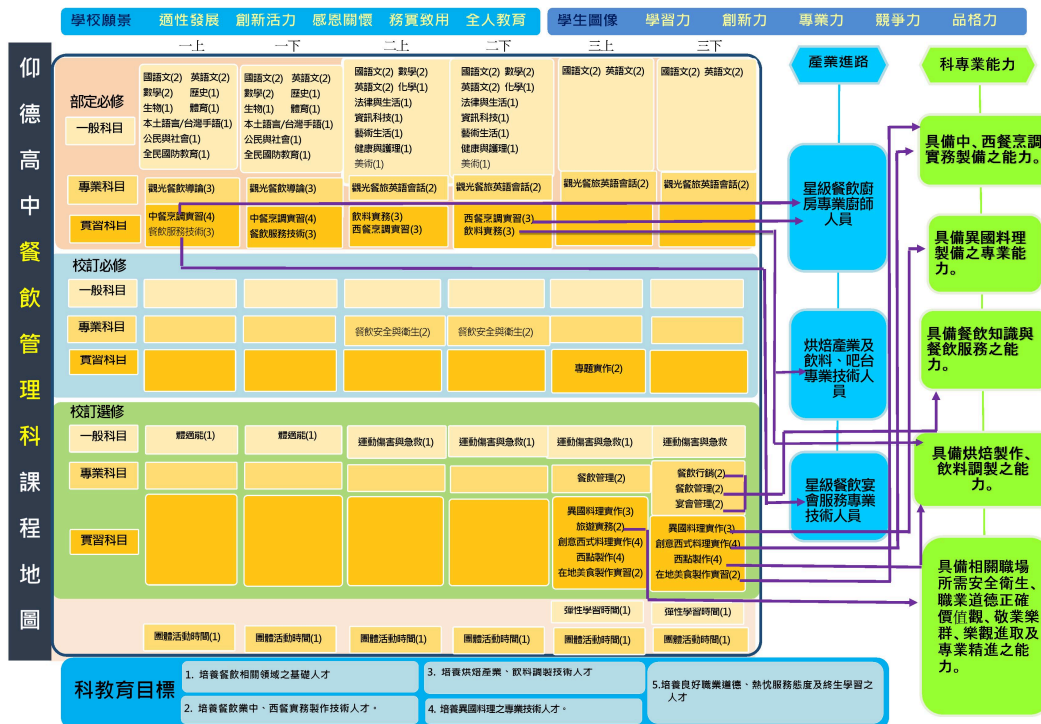 學校願景 適性發展 創新活力 感恩關懷 務實致用 全人教育
學生圖像 學習力 創新力 專業力 競爭力 品格力
仰德高中餐飲管理科課程地圖
一上 一下 二上 二下 三上 三下
產業進路
科專業能力
部定必修
一般科目
國語文(2) 英語文(2)
數學(2) 歷史(1)
生物(1) 體育(1)
本土語言/台灣手語(1)
公民與社會(1)
全民國防教育(1)
國語文(2) 英語文(2)
數學(2) 歷史(1)
生物(1) 體育(1)
本土語言/台灣手語(1)
公民與社會(1)
全民國防教育(1)
國語文(2) 數學(2)
英語文(2) 化學(1)
法律與生活(1)
資訊科技(1)
藝術生活(1)
健康與護理(1)
美術(1)
國語文(2) 數學(2)
英語文(2) 化學(1)
法律與生活(1)
資訊科技(1)
藝術生活(1)
健康與護理(1)
美術(1)
國語文(2) 英語文(2)
國語文(2) 英語文(2)
專業科目
觀光餐飲導論(3)
觀光餐飲導論(3)
觀光餐旅英語會話(2)
觀光餐旅英語會話(2)
觀光餐旅英語會話(2)
觀光餐旅英語會話(2)
實習科目
中餐烹調實習(4)
餐飲服務技術(3)
中餐烹調實習(4)
餐飲服務技術(3)
飲料實務(3)
西餐烹調實習(3)
西餐烹調實習(3)
飲料實務(3)
校訂必修
一般科目
專業科目
餐飲安全與衛生(2)
餐飲安全與衛生(2)
實習科目
專題實作(2)
校訂選修
一般科目
體適能(1)
體適能(1)
運動傷害與急救(1)
運動傷害與急救(1)
運動傷害與急救(1)
運動傷害與急救
專業科目
餐飲管理(2)
餐飲行銷(2)
餐飲管理(2)
宴會管理(2)
實習科目
異國料理實作(3)
旅遊實務(2)
創意西式料理實作(4)
西點製作(4)
在地美食製作實習(2)
異國料理實作(3)
創意西式料理實作(4)
西點製作(4)
在地美食製作實習(2)
彈性學習時間(1)
彈性學習時間(1)
團體活動時間(1)
團體活動時間(1)
團體活動時間(1)
團體活動時間(1)
團體活動時間(1)
團體活動時間(1)
星級餐飲廚
房專業廚師
人員
烘焙產業及
飲料、吧台
專業技術人
員
星級餐飲宴
會服務專業
技術人員
具備中、西餐烹調
實務製備之能力。
具備異國料理
製備之專業能
力。
具備餐飲知識與
餐飲服務之能
力。
具備烘焙製作、
飲料調製之能
力。
具備相關職場
所需安全衛生、
職業道德正確
價值觀、敬業樂
群、樂觀進取及
專業精進之能
力。
科教育目標
1. 培養餐飲相關領域之基礎人才
2. 培養餐飲業中、西餐實務製作技術人才。
3. 培養烘焙產業、飲料調製技術人才
4. 培養異國料理之專業技術人才。
5.培養良好職業道德、熱忱服務態度及終生學習之
人才